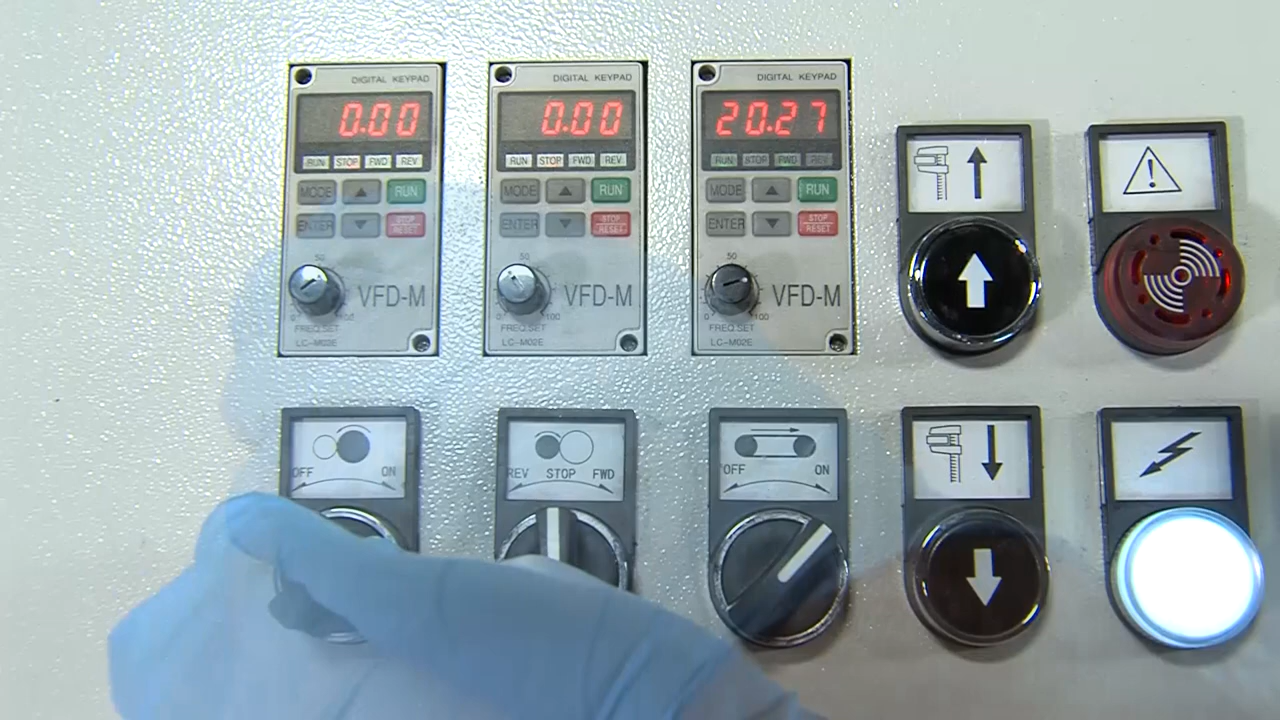 DIGITAL KEYPAD
0.00
RUN STOP FWD REV
MODE RUN
ENTER STOP RESET
50
0 100
VFD-M
FREQ.SET
LC-M02E
DIGITAL KEYPAD
0.00
RUN STOP FWD REV
MODE RUN
ENTER STOP RESET
50
0 100
VFD-M
FREQ.SET
LC-M02E
DIGITAL KEYPAD
20.27
RUN STOP FWD REV
MODE RUN
ENTER STOP RESET
50
0 100
VFD-M
FREQ.SET
LC-M02E
OFF ON
REV STOP FWD
OFF ON